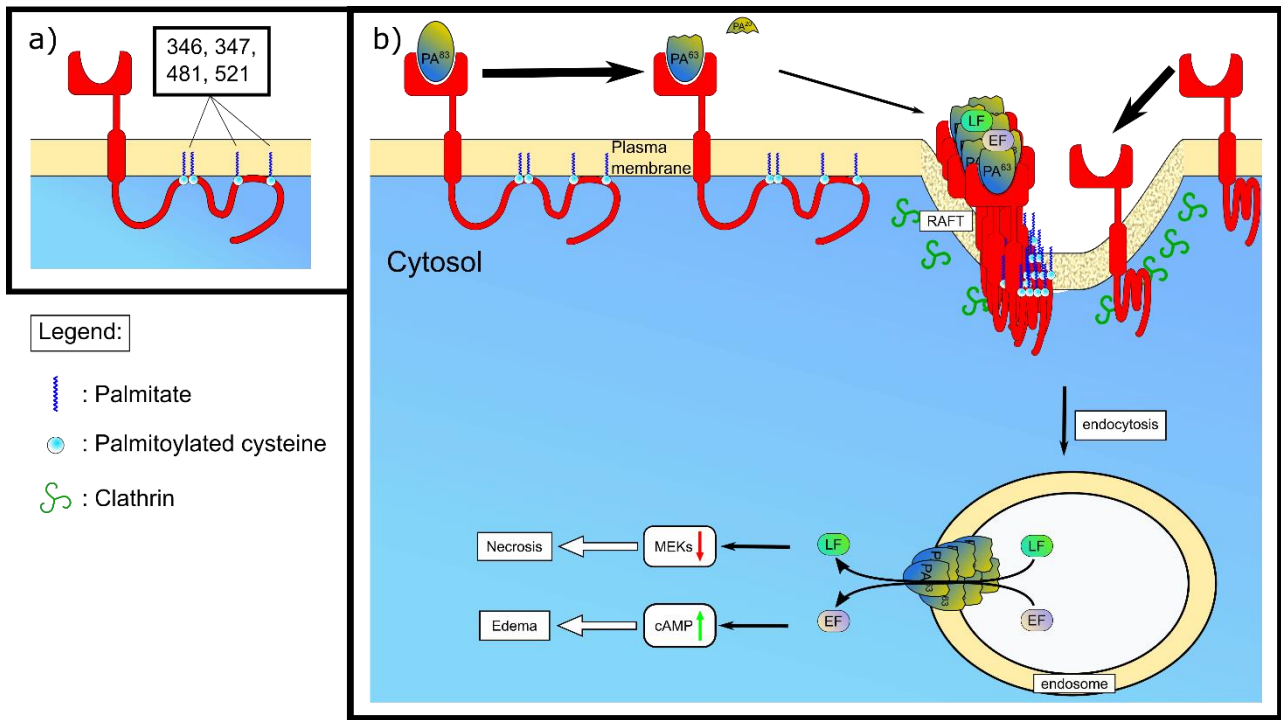 a)
346, 347,
481, 521
Legend:
: Palmitate
: Palmitoylated cysteine
: Clathrin
b)
PA83
PA63
PA20
Plasma
membrane
Cytosol
LF
EF
PA63
RAFT
endocytosis
Necrosis
MEKs
LF
LF
Edema
cAMP
EF
EF
endosome